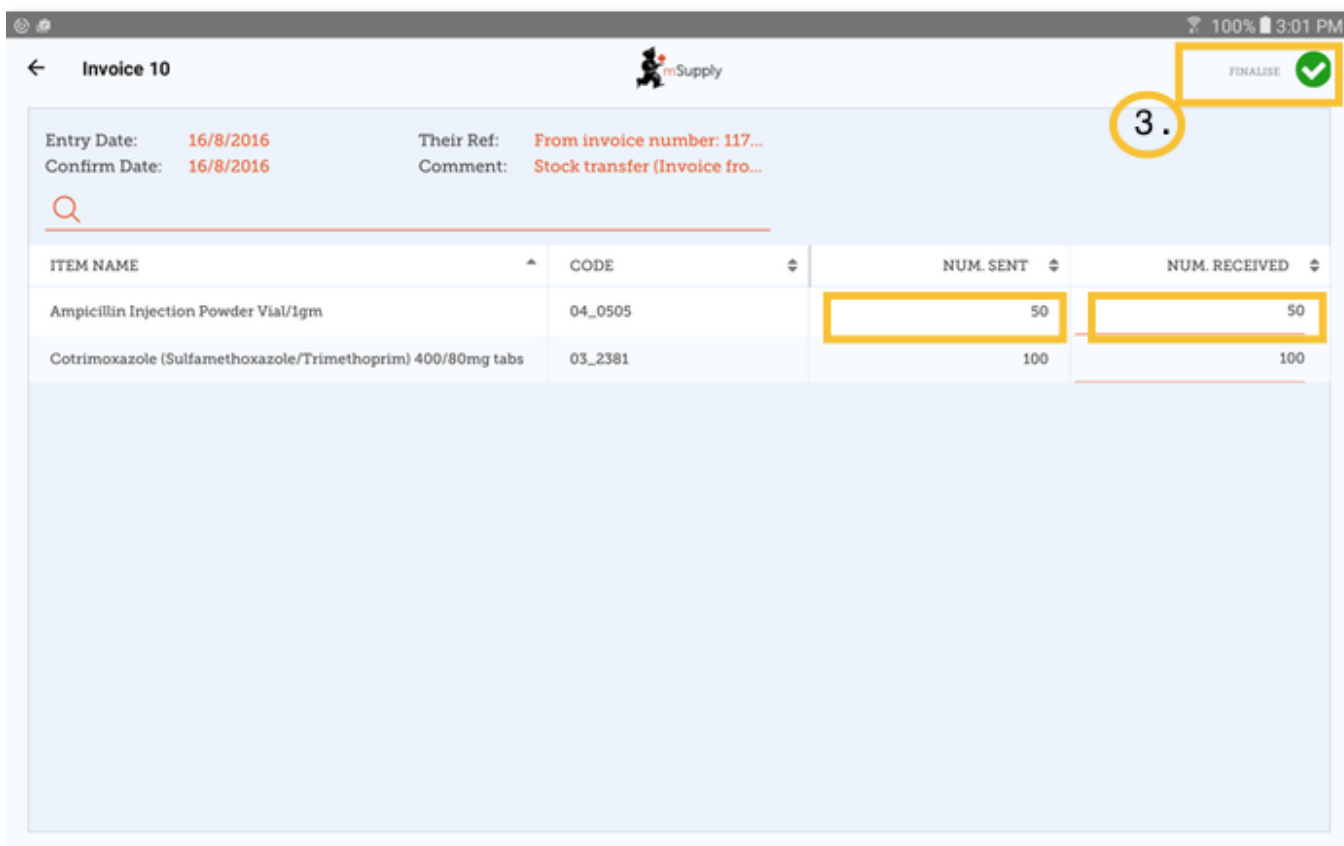 100% 3:01 PM
Invoice 10
mSupply
FINALISE
3.
Entry Date: 16/8/2016 Their Ref: From invoice number: 117...
Confirm Date: 16/8/2016 Comment: Stock transfer (Invoice fro...
ITEM NAME CODE NUM. SENT NUM. RECEIVED
Ampicillin Injection Powder Vial/1gm 04_0505 50 50
Cotrimoxazole (Sulfamethoxazole/Trimethoprim) 400/80mg tabs 03_2381 100 100